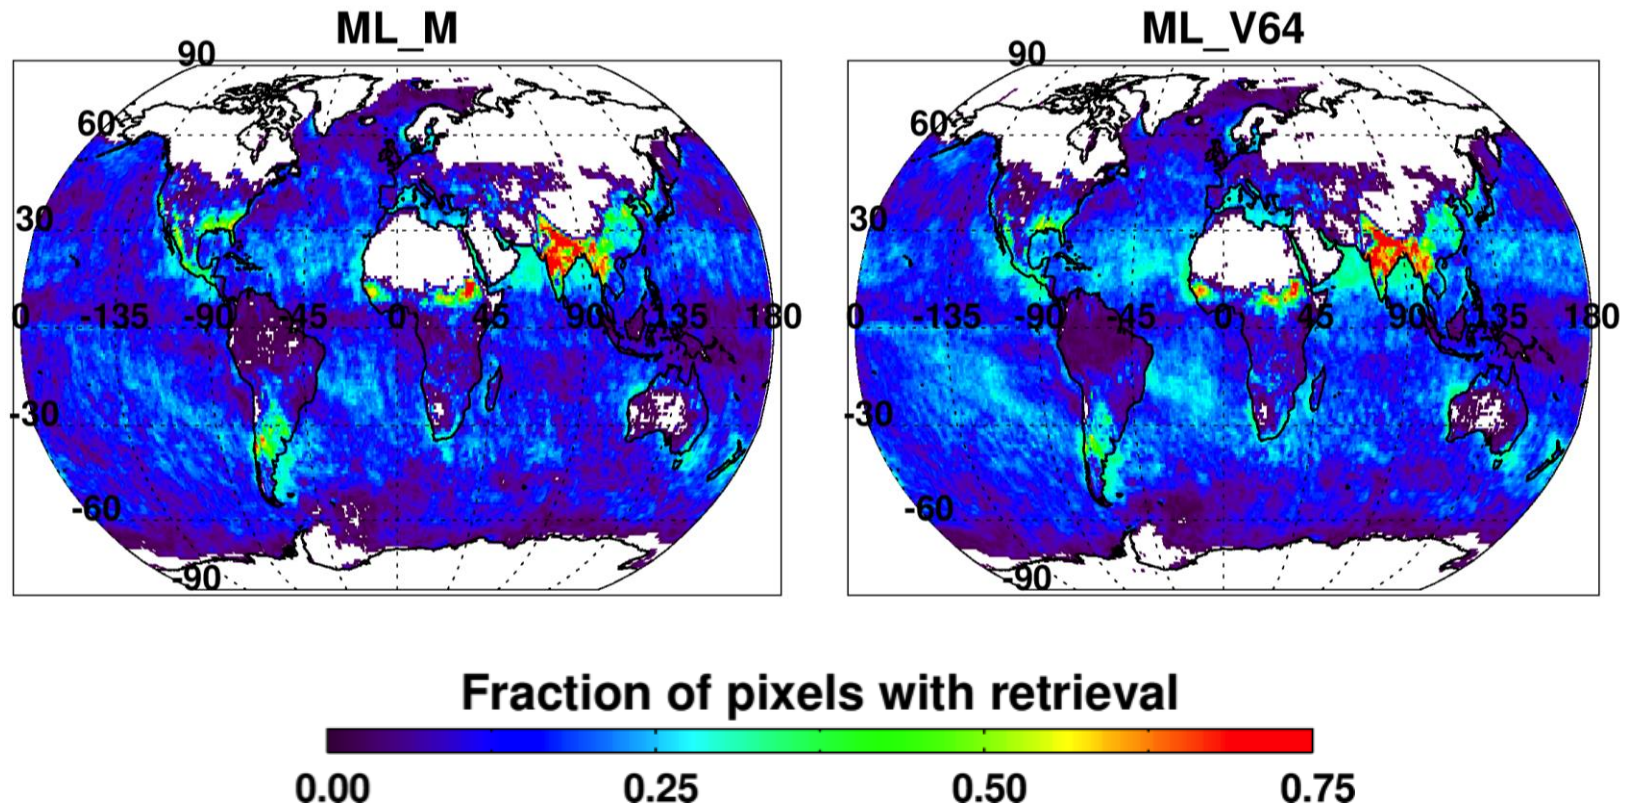 ML_M ML_V64
90 90
60 60
30 30
0 -135 -90 -45 0 45 90 135 180 0 -135 -90 -45 0 45 90 135 180
-30 -30
-60 -60
-90 -90
Fraction of pixels with retrieval
0.00 0.25 0.50 0.75